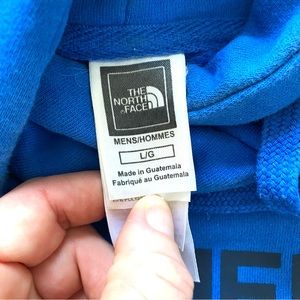 THE
NORTH
FACE
MENS/HOMMES
L/G
Made in Guatemala
Fabriqué au Guatemala